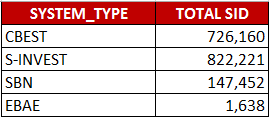 SYSTEM_TYPE TOTAL SID
CBEST 726,160
S-INVEST 822,221
SBN 147,452
EBAE 1,638